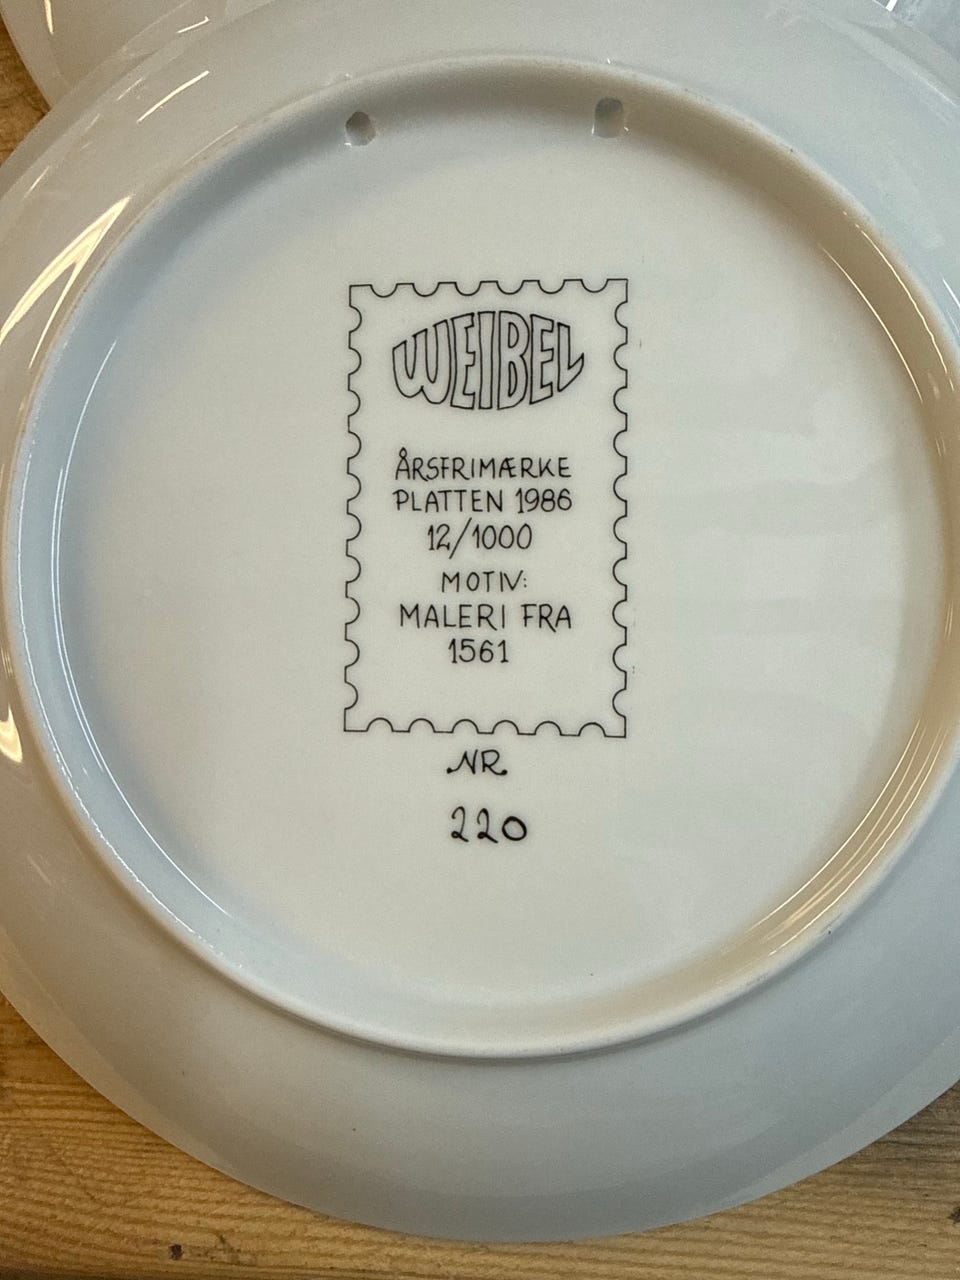 WEIBEL
ÅRSFRIMÆRKE
PLATTEN 1986
12/1000
MOTIV:
MALERI FRA
1561
NR
220